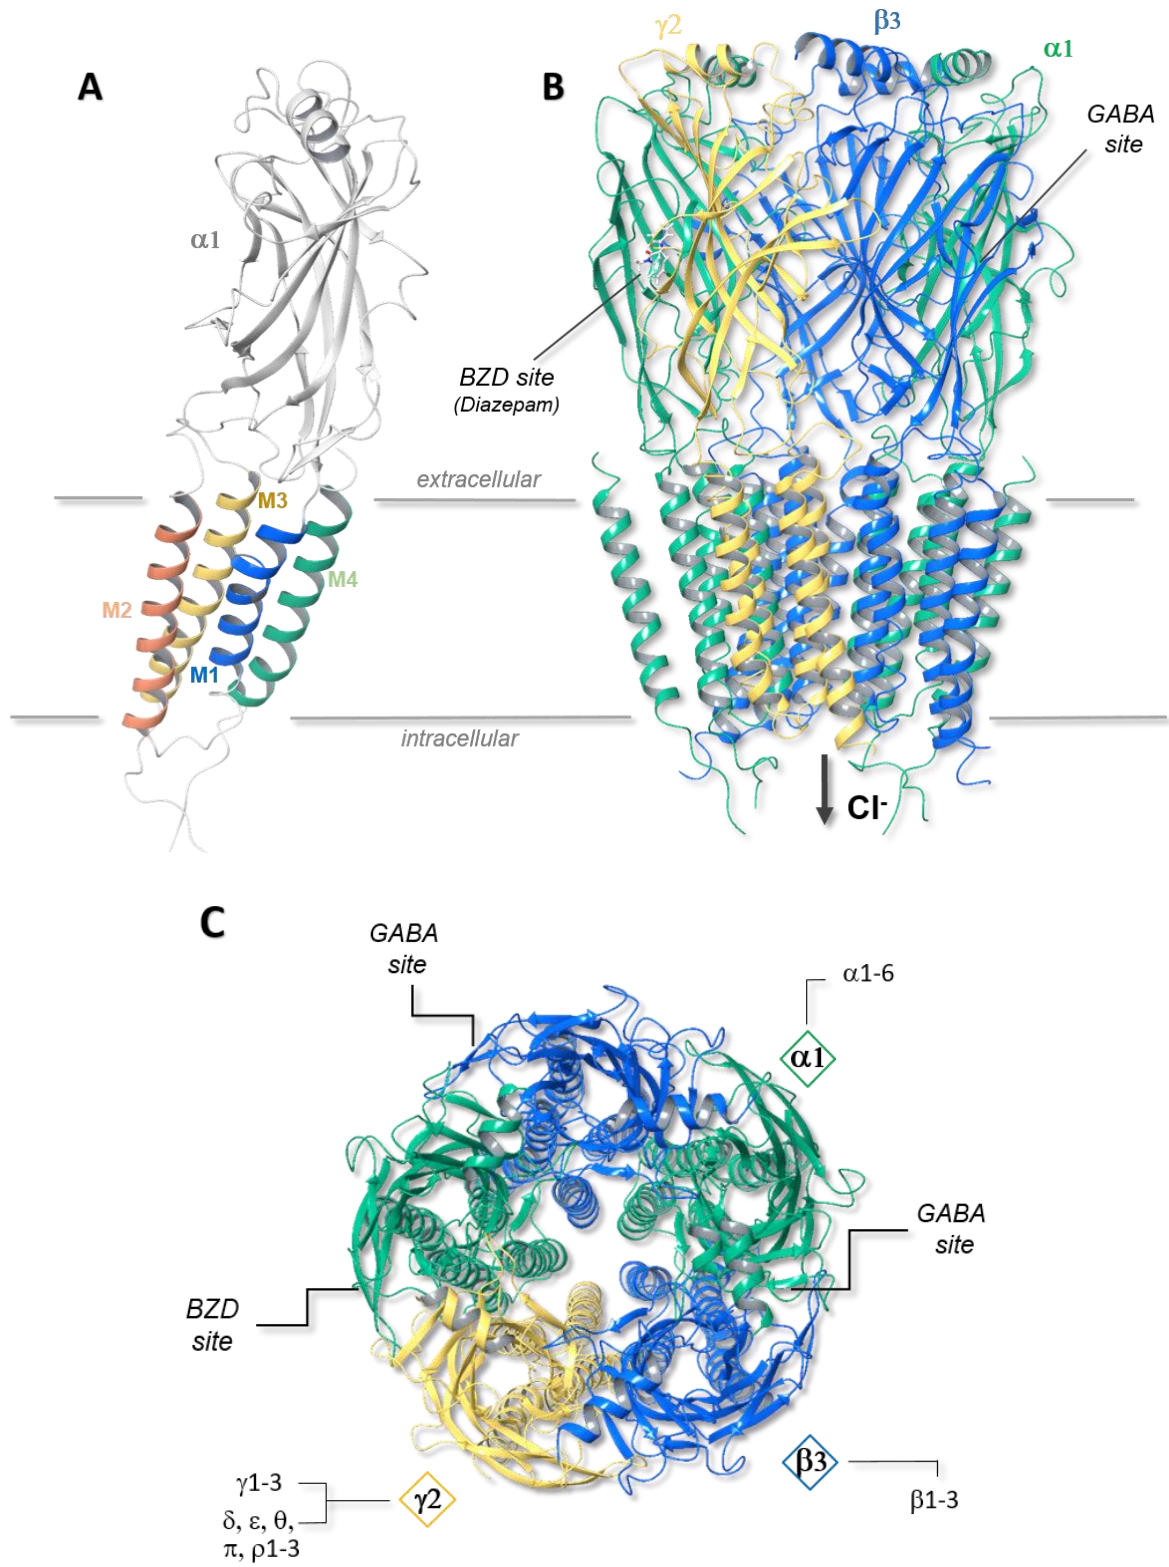 A
α1
M3
M4
M2
M1
B
γ2
β3
α1
GABA
site
BZD site
(Diazepam)
extracellular
intracellular
Cl⁻
C
GABA
site
α1-6
α1
GABA
site
BZD
site
γ1-3
δ, ε, θ,
π, ρ1-3
γ2
β3
β1-3